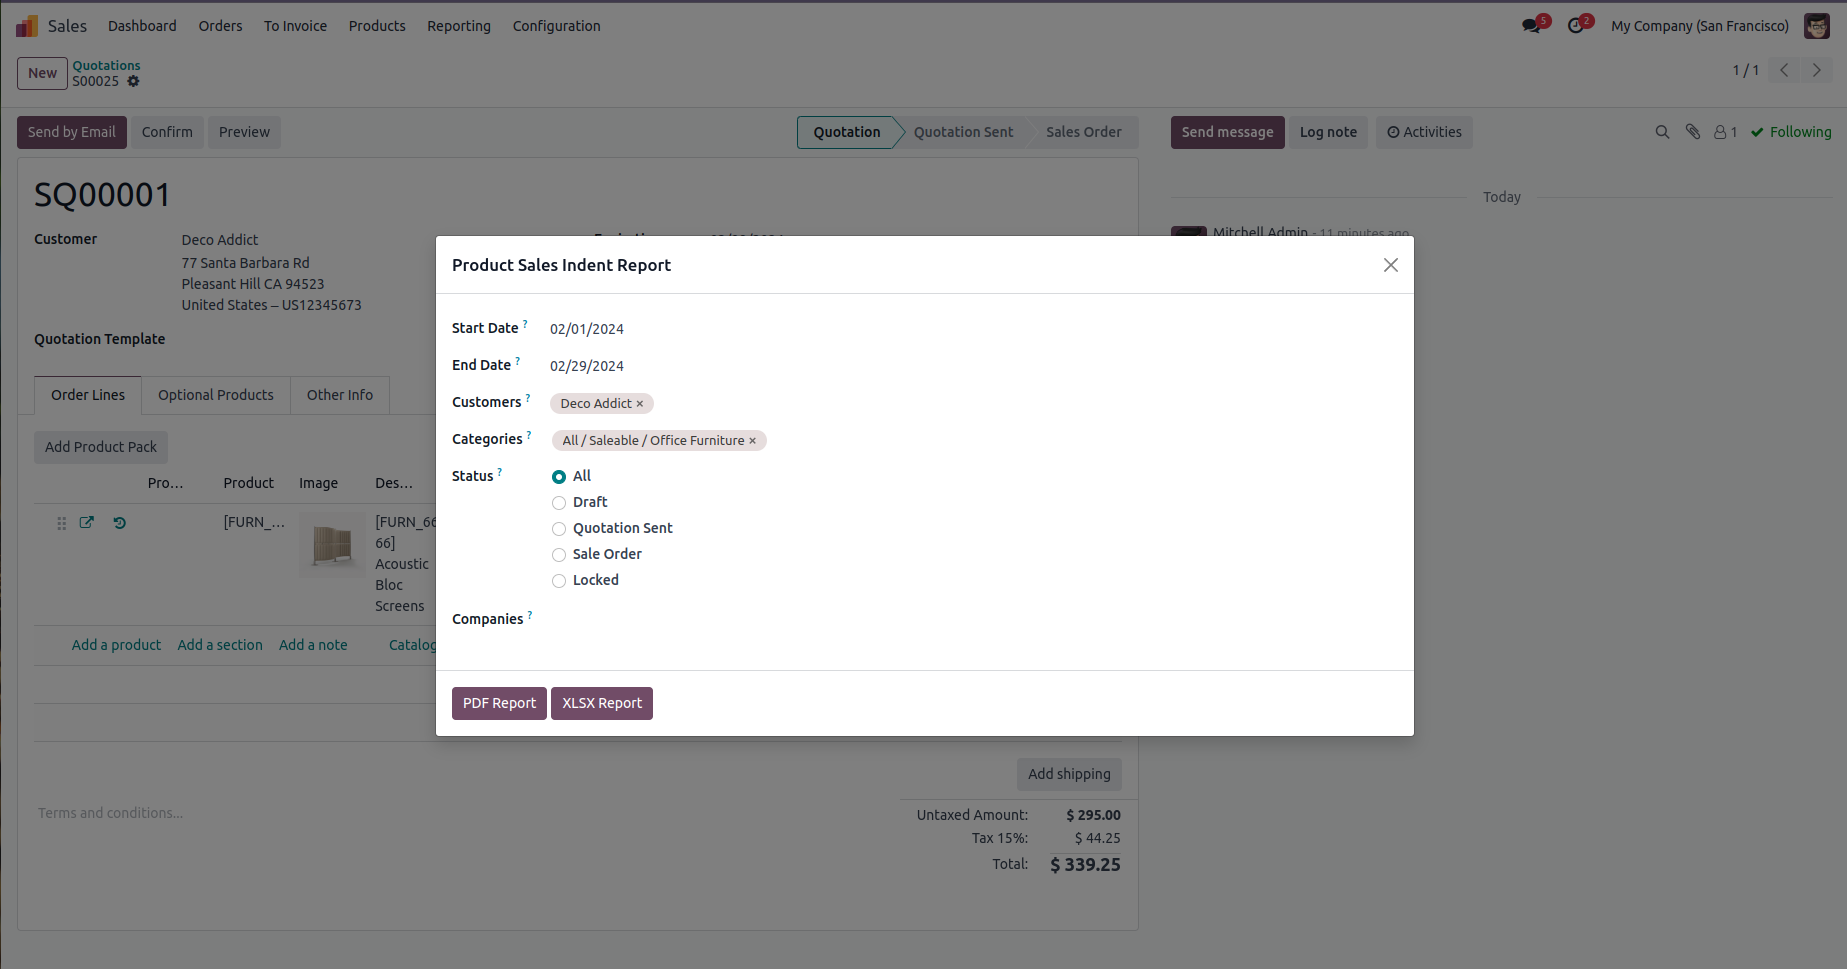 Sales Dashboard Orders To Invoice Products Reporting Configuration 5 2 My Company (San Francisco)
New Quotations
S00025
1 / 1
Send by Email Confirm Preview Quotation Quotation Sent Sales Order Send message Log note Activities 1 Following
SQ00001
Today
Customer Deco Addict
Mitchell Admin - 11 minutes ago
77 Santa Barbara Rd
Pleasant Hill CA 94523
United States – US12345673
Quotation Template
Order Lines Optional Products Other Info
Add Product Pack
Pro... Product Image Des...
[FURN_... [FURN_66
66]
Acoustic
Bloc
Screens
Add a product Add a section Add a note Catalog
Product Sales Indent Report
Start Date ? 02/01/2024
End Date ? 02/29/2024
Customers ? Deco Addict ×
Categories ? All / Saleable / Office Furniture ×
Status ? All
Draft
Quotation Sent
Sale Order
Locked
Companies ?
PDF Report XLSX Report
Add shipping
Terms and conditions...
Untaxed Amount: $ 295.00
Tax 15%: $ 44.25
Total: $ 339.25